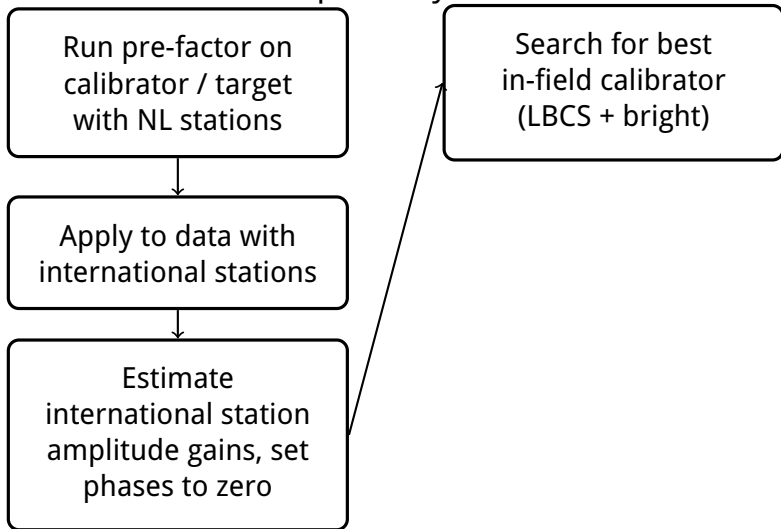 Run pre-factor on
calibrator / target
with NL stations
Apply to data with
international stations
Estimate
international station
amplitude gains, set
phases to zero
Search for best
in-field calibrator
(LBCS + bright)